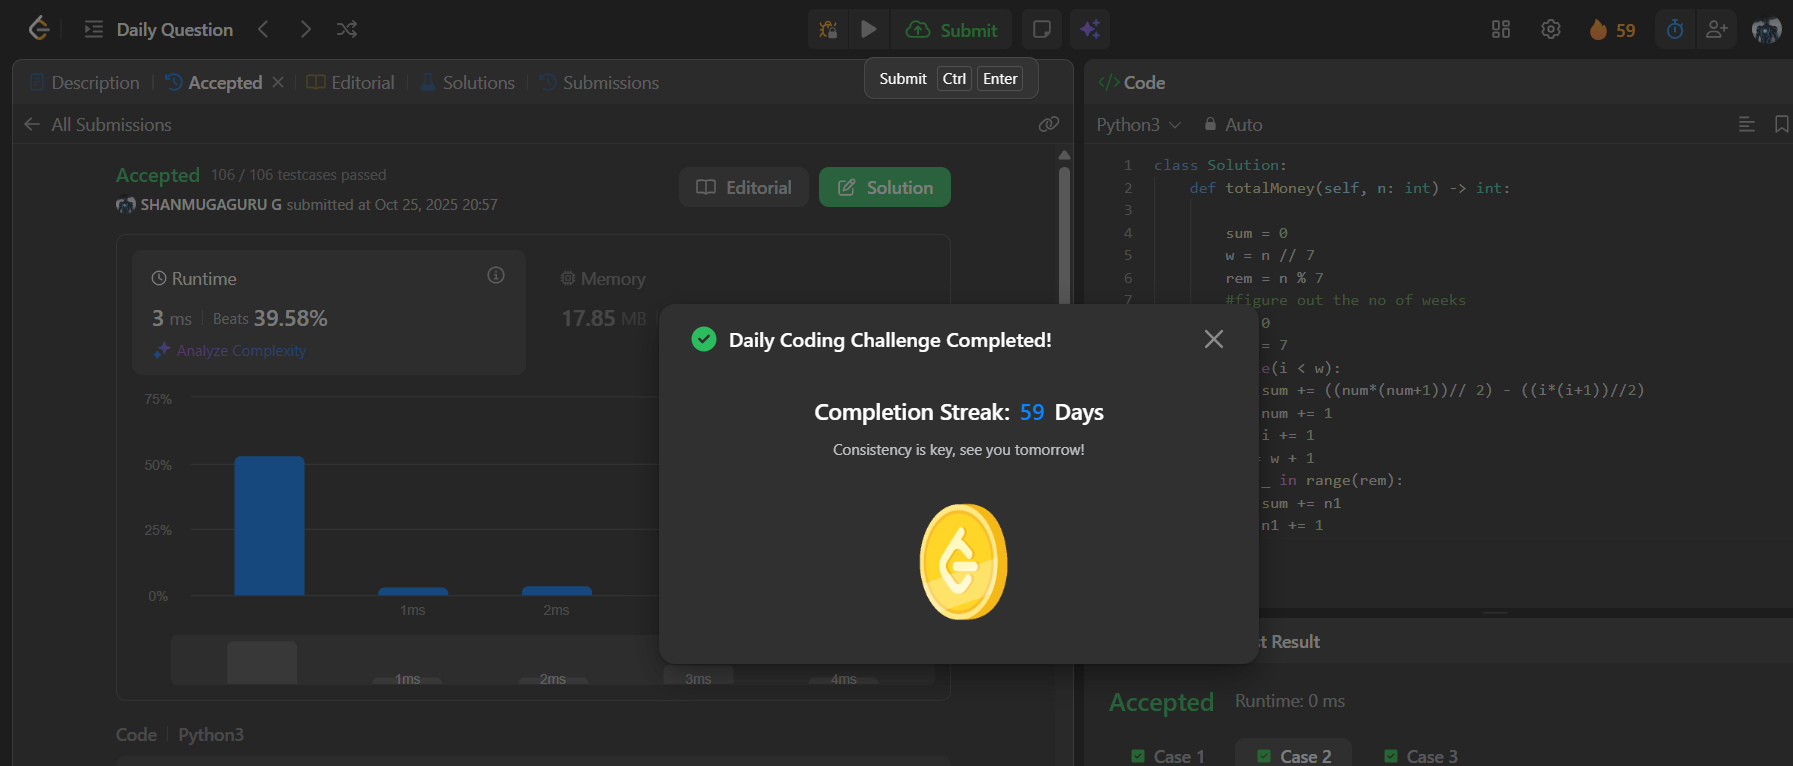 Daily Question
Submit
59
Description
Accepted
Editorial
Solutions
Submissions
Submit Ctrl Enter
All Submissions
Accepted 106 / 106 testcases passed
SHANMUGAGURU G submitted at Oct 25, 2025 20:57
Editorial
Solution
Runtime
3 ms Beats 39.58%
Analyze Complexity
Memory
17.85 MB
75%
50%
25%
0%
1ms 2ms
1ms 2ms 3ms 4ms
Code Python3
Daily Coding Challenge Completed!
Completion Streak: 59 Days
Consistency is key, see you tomorrow!
</> Code
Python3 Auto
1 class Solution:
2 def totalMoney(self, n: int) -> int:
3
4 sum = 0
5 w = n // 7
6 rem = n % 7
7 #figure out the no of weeks
0
= 7
e(i < w):
sum += ((num*(num+1))// 2) - ((i*(i+1))//2)
num += 1
i += 1
= w + 1
_ in range(rem):
sum += n1
n1 += 1
t Result
Accepted Runtime: 0 ms
Case 1 Case 2 Case 3